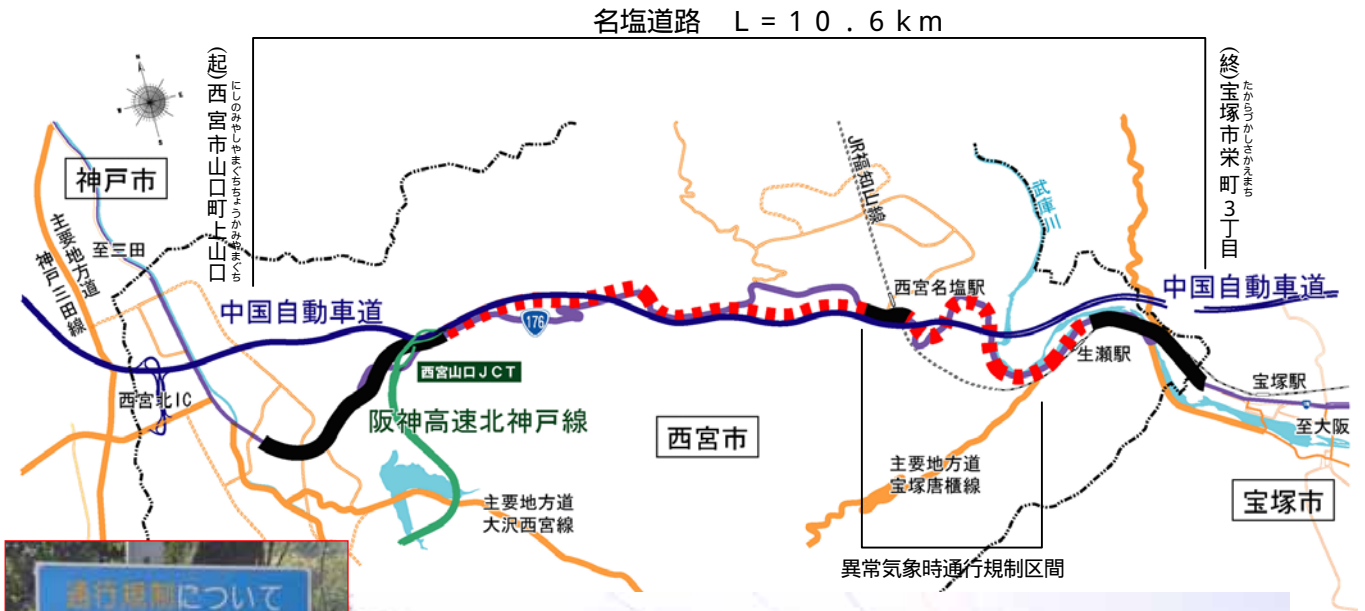 名塩道路 L=10.6km
(起)西宮市山口町上山口
にしのみやしやまぐちちょうかみやまぐち
(終)宝塚市栄町3丁目
たからづかしさかえまち
神戸市
主要地方道
神戸三田線
至三田
中国自動車道
176
西宮山口JCT
西宮北IC
阪神高速北神戸線
主要地方道
大沢西宮線
西宮市
JR福知山線
西宮名塩駅
武庫川
中国自動車道
生瀬駅
宝塚駅
至大阪
主要地方道
宝塚唐櫃線
宝塚市
異常気象時通行規制区間
通行規制について